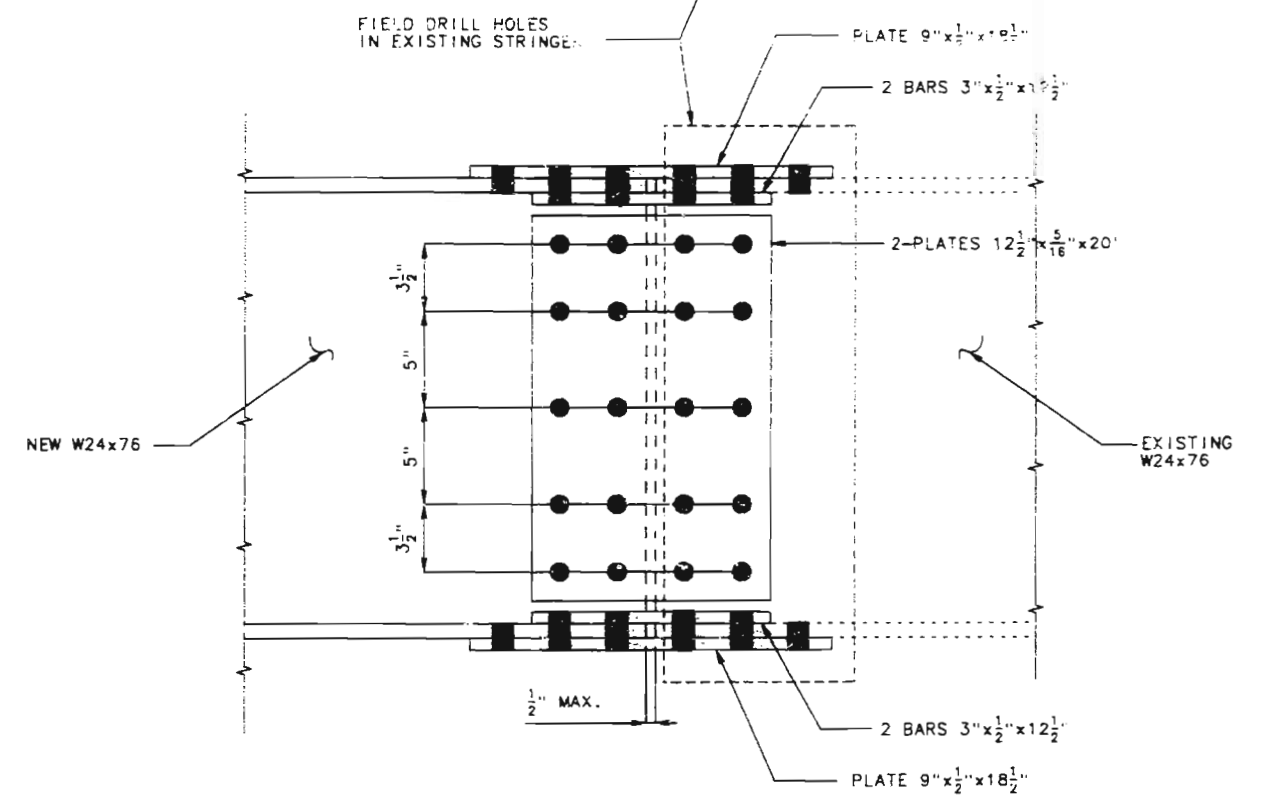 FIELD DRILL HOLES
IN EXISTING
PLATE 9"x½"x18½"
2 BARS 3"x½"x12½"
2-PLATES 12½"x5/16"x20'
3½"
5"
5"
3½"
NEW W24x76
EXISTING
W24x76
½" MAX.
2 BARS 3"x½"x12½"
PLATE 9"x½"x18½"